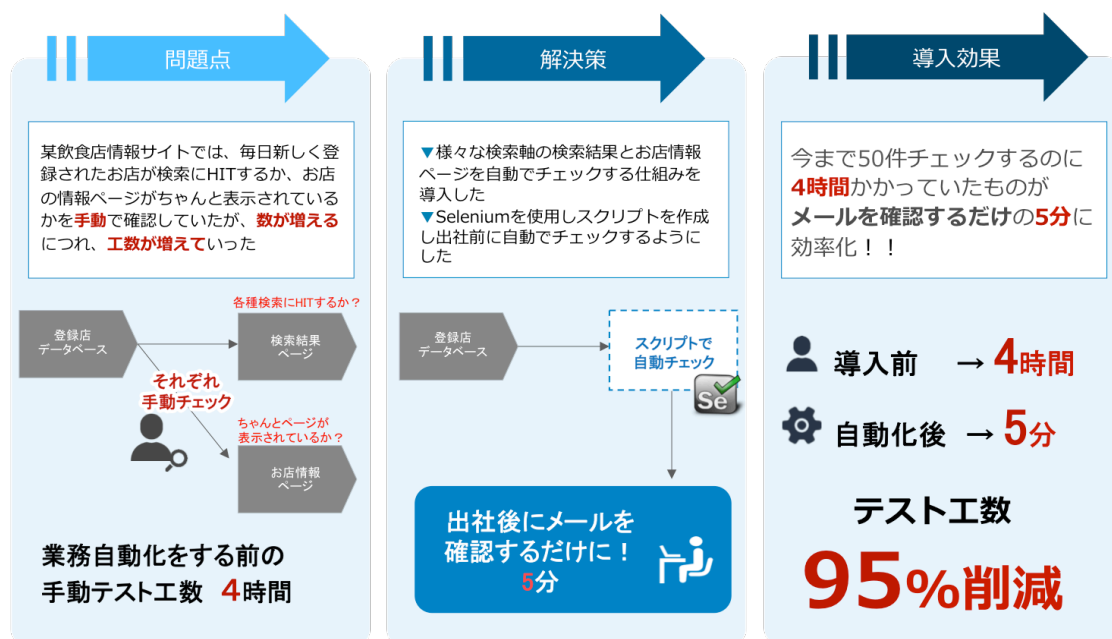 問題点
某飲食店情報サイトでは、毎日新しく登
録されたお店が検索にHITするか、お店
の情報ページがちゃんと表示されている
かを手動で確認していたが、数が増える
につれ、工数が増えていった
各種検索にHITするか？
登録店
データベース
検索結果
ページ
それぞれ
手動チェック
ちゃんとページが
表示されているか？
お店情報
ページ
業務自動化をする前の
手動テスト工数 4時間
解決策
▼様々な検索軸の検索結果とお店情報
ページを自動でチェックする仕組みを
導入した
▼Seleniumを使用しスクリプトを作成
し出社前に自動でチェックするように
した
登録店
データベース
スクリプトで
自動チェック
Se
出社後にメールを
確認するだけに！
5分
導入効果
今まで50件チェックするのに
4時間かかっていたものが
メールを確認するだけの5分に
効率化！！
導入前 →4時間
自動化後 →5分
テスト工数
95%削減